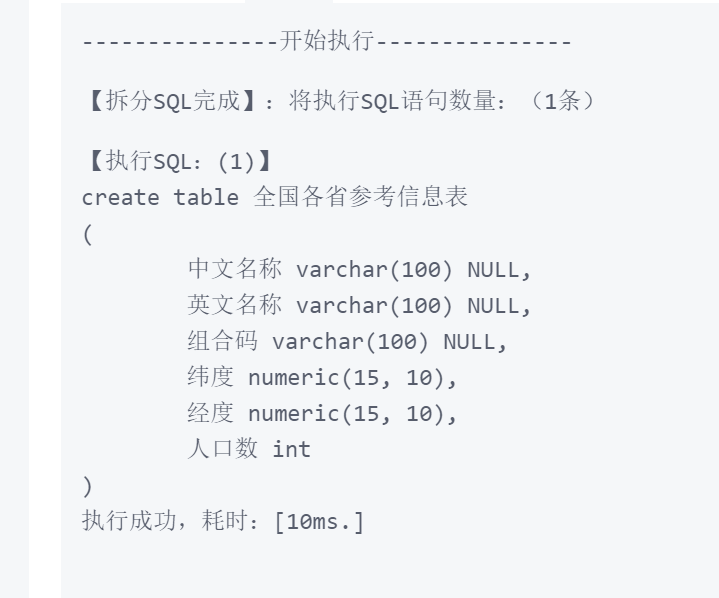 ---------------开始执行---------------
【拆分SQL完成】：将执行SQL语句数量：（1条）
【执行SQL：(1)】
create table 全国各省参考信息表
(
中文名称 varchar(100) NULL,
英文名称 varchar(100) NULL,
组合码 varchar(100) NULL,
纬度 numeric(15, 10),
经度 numeric(15, 10),
人口数 int
)
执行成功，耗时：[10ms.]